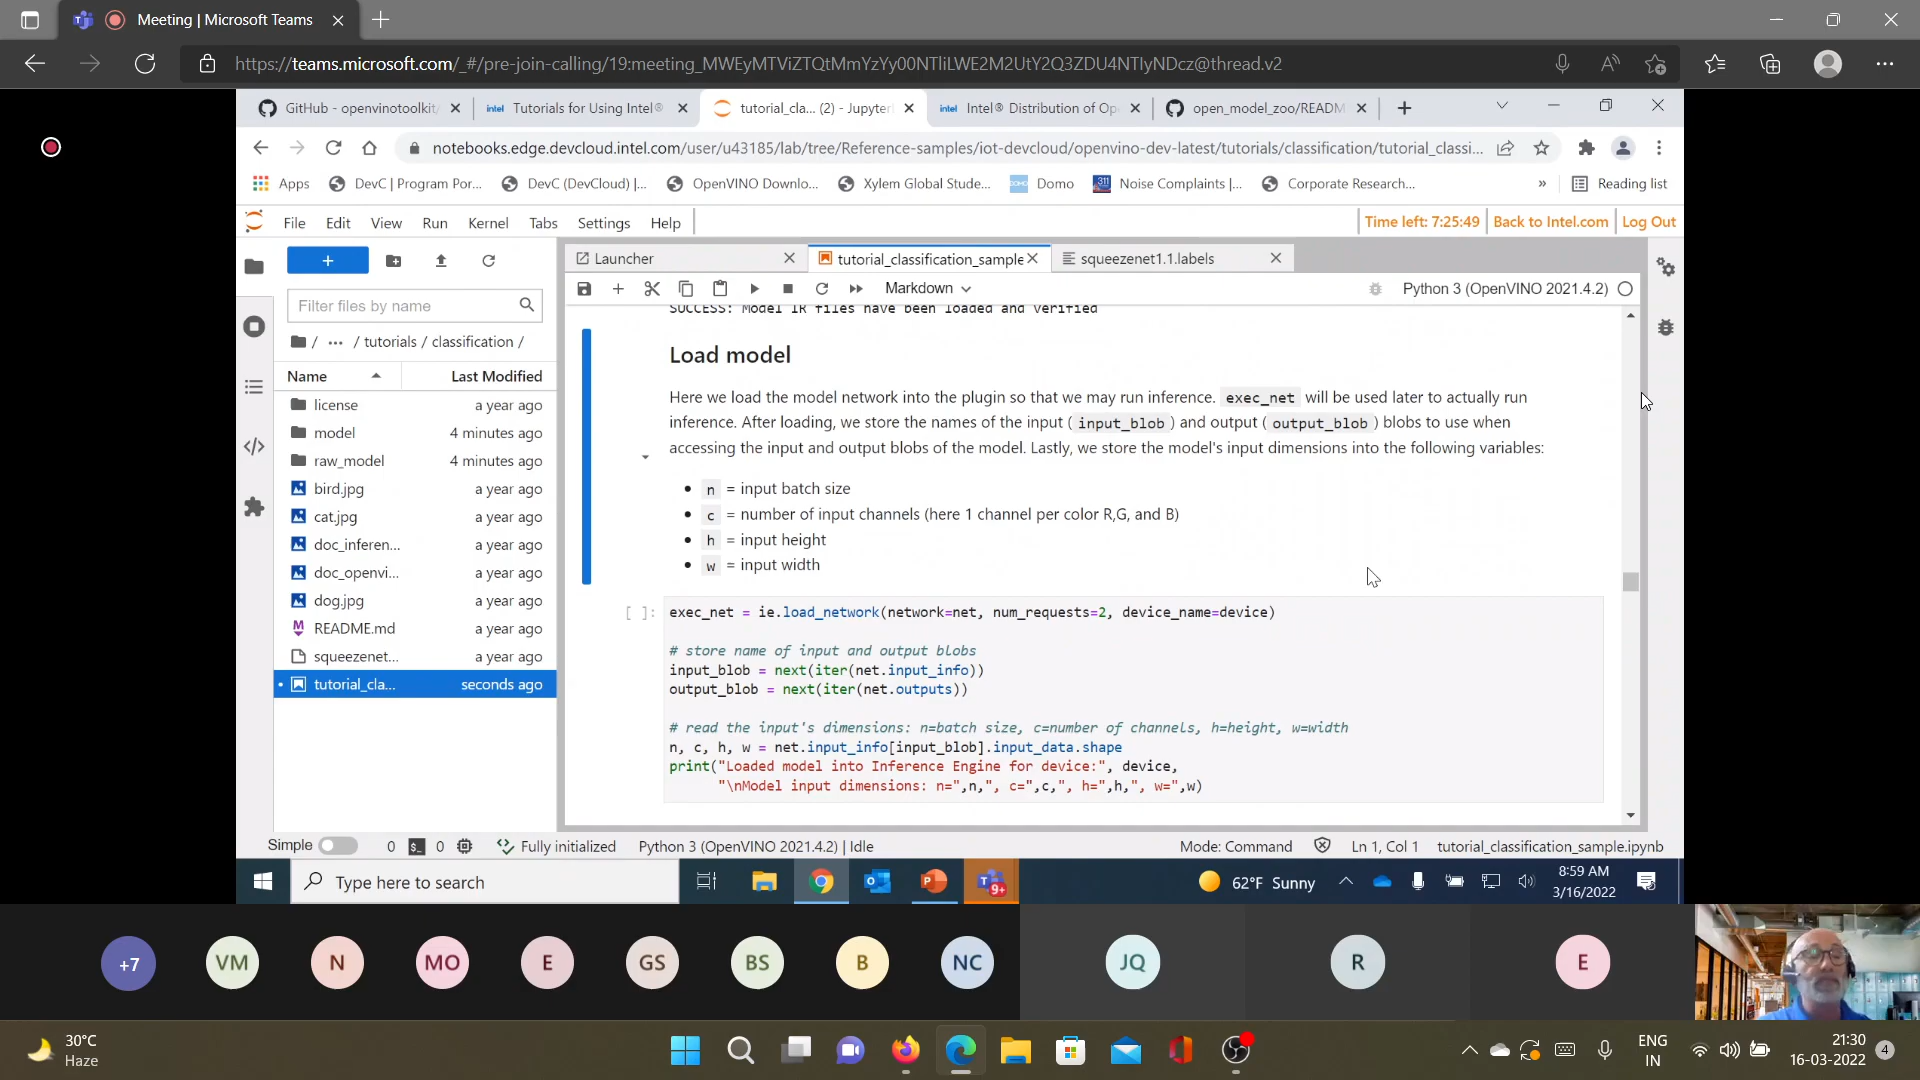 Meeting | Microsoft Teams
https://teams.microsoft.com/_#/pre-join-calling/19:meeting_MWEyMTViZTQtMmYzYy00NTliLWE2M2UtY2Q3ZDU4NTIyNDcz@thread.v2
GitHub - openvinotoolkit/
intel Tutorials for Using Intel®
tutorial_cla... (2) - Jupyter
intel Intel® Distribution of Op
open_model_zoo/READM
notebooks.edge.devcloud.intel.com/user/u43185/lab/tree/Reference-samples/iot-devcloud/openvino-dev-latest/tutorials/classification/tutorial_classi...
Apps DevC | Program Por... DevC (DevCloud) |... OpenVINO Downlo... Xylem Global Stude... Domo 311 Noise Complaints |... Corporate Research... » Reading list
File Edit View Run Kernel Tabs Settings Help
Time left: 7:25:49 Back to Intel.com Log Out
Launcher tutorial_classification_sample squeezenet1.1.labels
Markdown
Python 3 (OpenVINO 2021.4.2)
Filter files by name
/ ··· / tutorials / classification /
Name Last Modified
license a year ago
model 4 minutes ago
raw_model 4 minutes ago
bird.jpg a year ago
cat.jpg a year ago
doc_inferen... a year ago
doc_openvi... a year ago
dog.jpg a year ago
README.md a year ago
squeezenet... a year ago
tutorial_cla... seconds ago
SUCCESS: Model IR files have been loaded and verified
Load model
Here we load the model network into the plugin so that we may run inference. exec_net will be used later to actually run
inference. After loading, we store the names of the input ( input_blob ) and output ( output_blob ) blobs to use when
accessing the input and output blobs of the model. Lastly, we store the model's input dimensions into the following variables:
• n = input batch size
• c = number of input channels (here 1 channel per color R,G, and B)
• h = input height
• w = input width
[ ]: exec_net = ie.load_network(network=net, num_requests=2, device_name=device)
# store name of input and output blobs
input_blob = next(iter(net.input_info))
output_blob = next(iter(net.outputs))
# read the input's dimensions: n=batch size, c=number of channels, h=height, w=width
n, c, h, w = net.input_info[input_blob].input_data.shape
print("Loaded model into Inference Engine for device:", device,
"\nModel input dimensions: n=",n,", c=",c,", h=",h,", w=",w)
Simple 0 0 Fully initialized Python 3 (OpenVINO 2021.4.2) | Idle
Mode: Command Ln 1, Col 1 tutorial_classification_sample.ipynb
Type here to search
9+
62°F Sunny
8:59 AM
3/16/2022
+7 VM N MO E GS BS B NC JQ R E
30°C
Haze
ENG
IN
21:30
16-03-2022
4